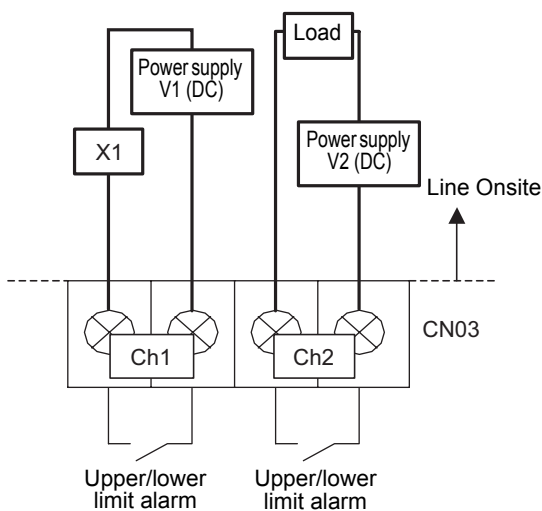 Load
Power supply
V1 (DC)
X1
Power supply
V2 (DC)
Line Onsite
CN03
Ch1
Ch2
Upper/lower
limit alarm
Upper/lower
limit alarm